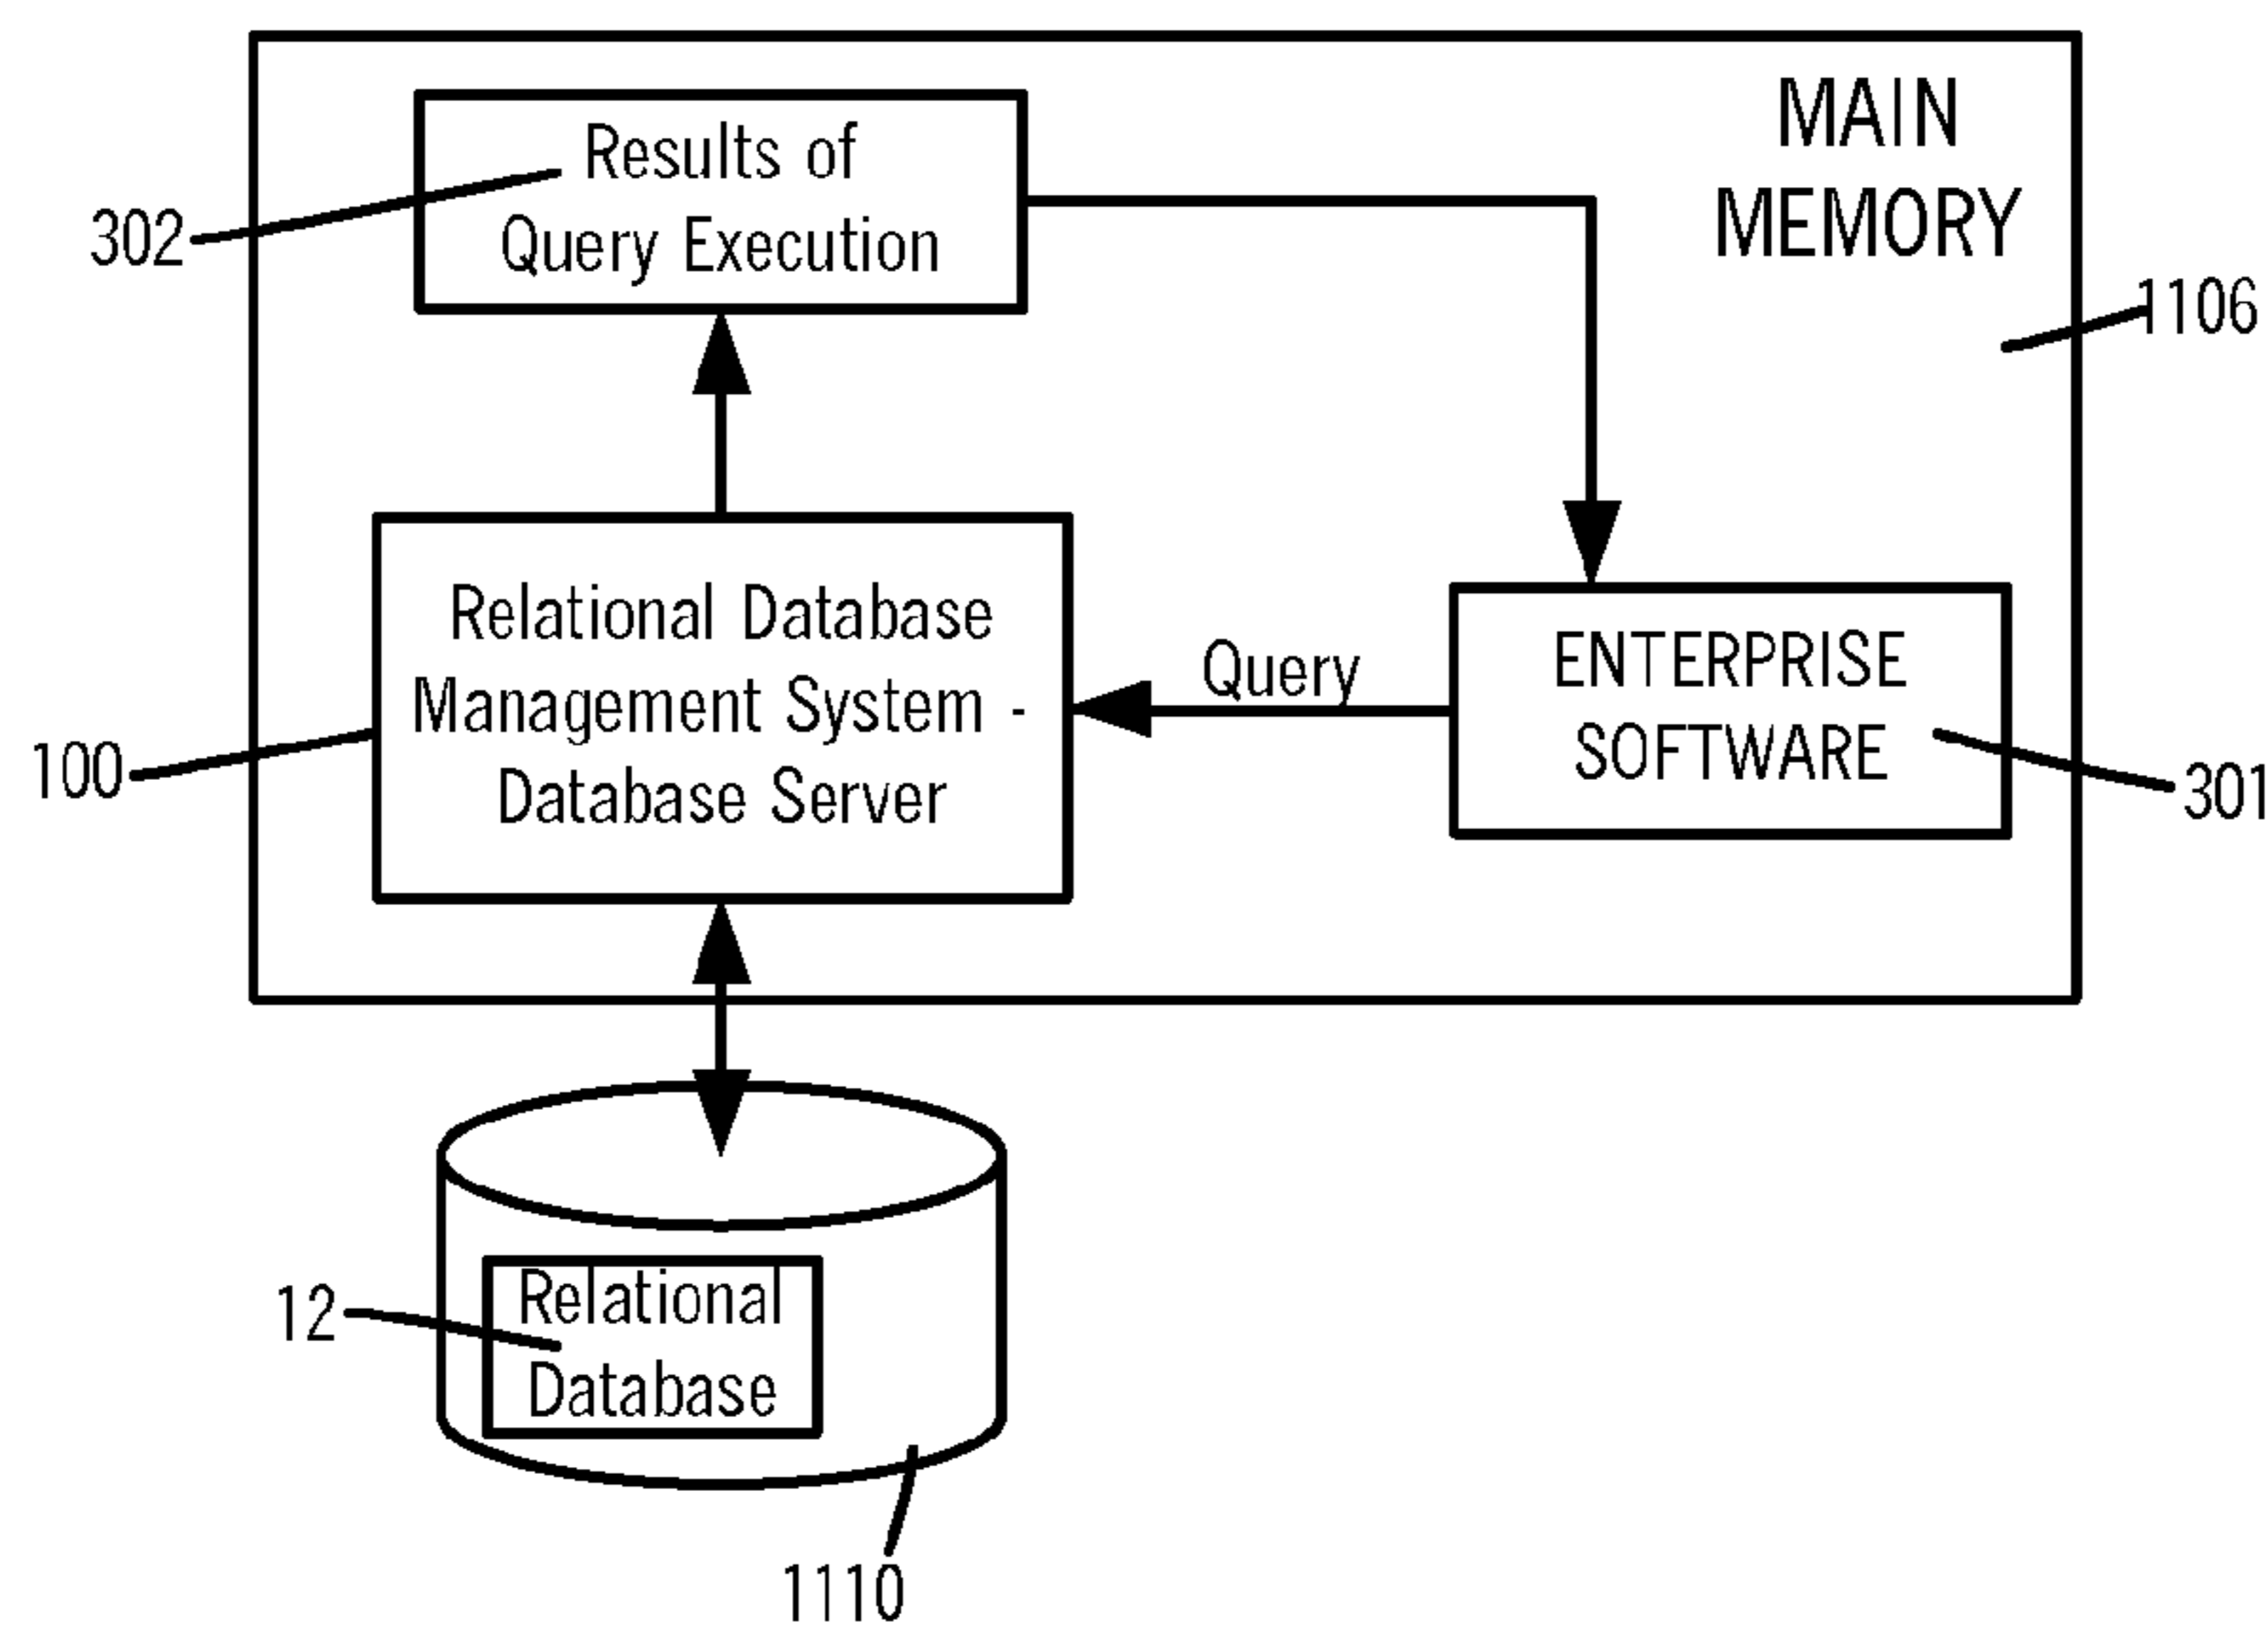 Results of
Query Execution
302
MAIN
MEMORY
1106
Relational Database
Management System -
Database Server
100
Query
ENTERPRISE
SOFTWARE
301
Relational
Database
12
1110